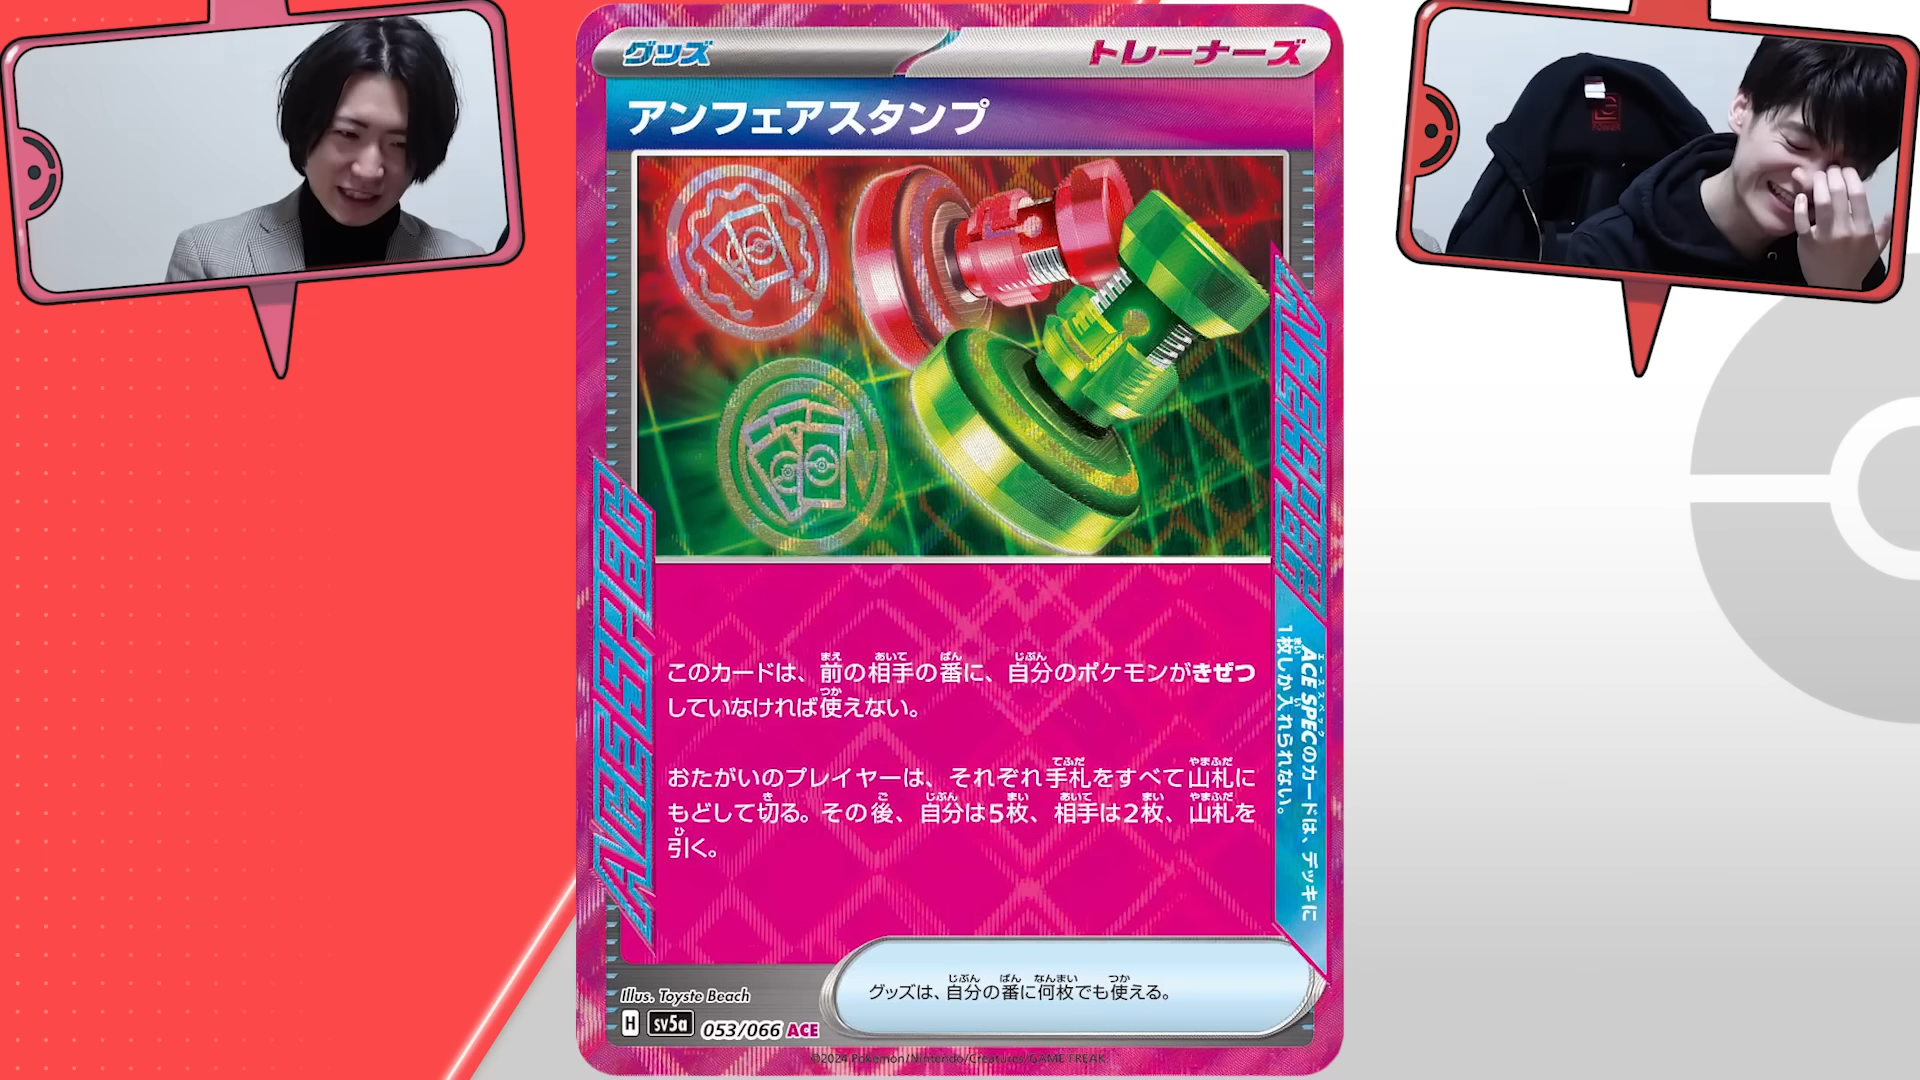 グッズ
トレーナーズ
アンフェアスタンプ
ACE SPEC
ACE SPEC
このカードは、前の相手の番に、自分のポケモンがきぜつ
していなければ使えない。
おたがいのプレイヤーは、それぞれ手札をすべて山札に
もどして切る。その後、自分は5枚、相手は2枚、山札を
引く。
ACE SPECのカードは、デッキに
1枚しか入れられない。
グッズは、自分の番に何枚でも使える。
Illus. Toyste Beach
H sv5a 053/066 ACE
©2024 Pokémon/Nintendo/Creatures/GAME FREAK